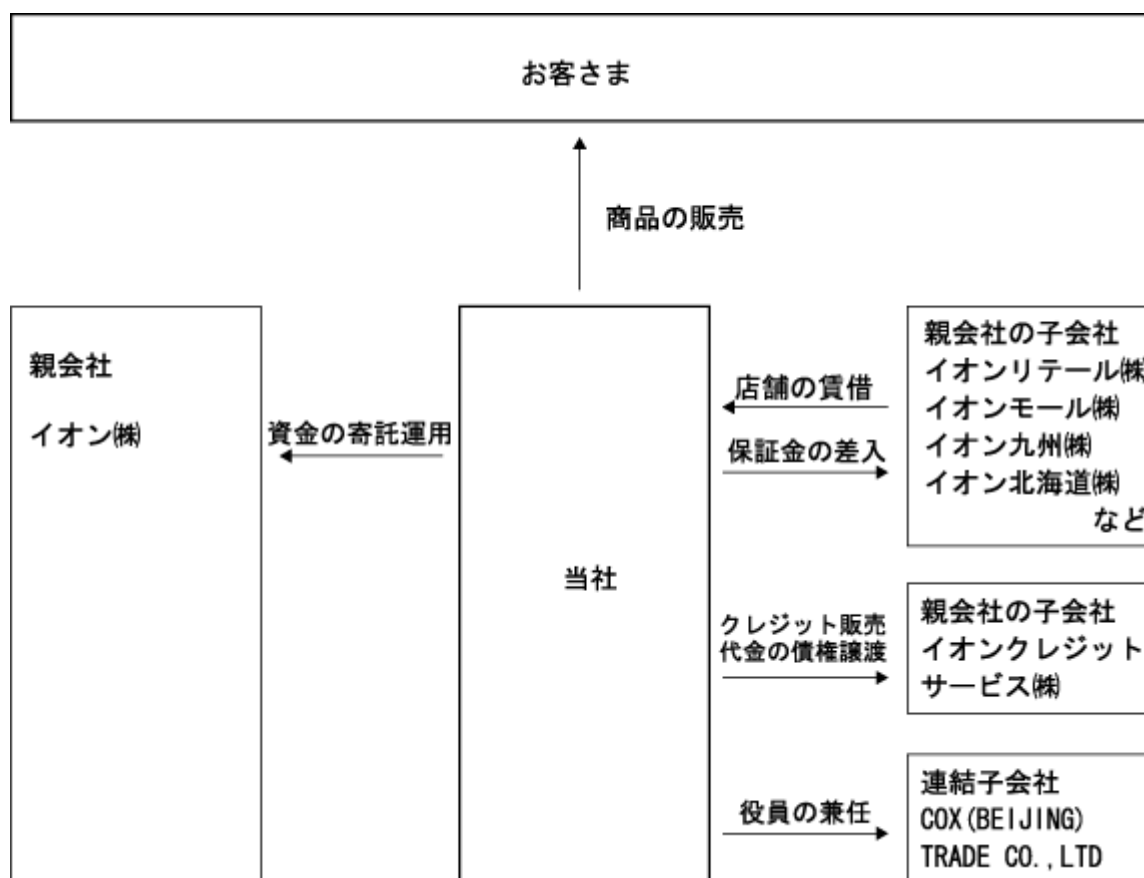 お客さま
商品の販売
親会社
イオン㈱
資金の寄託運用
当社
店舗の賃借
保証金の差入
親会社の子会社
イオンリテール㈱
イオンモール㈱
イオン九州㈱
イオン北海道㈱
など
クレジット販売
代金の債権譲渡
親会社の子会社
イオンクレジット
サービス㈱
役員の兼任
連結子会社
COX(BEIJING)
TRADE CO.,LTD